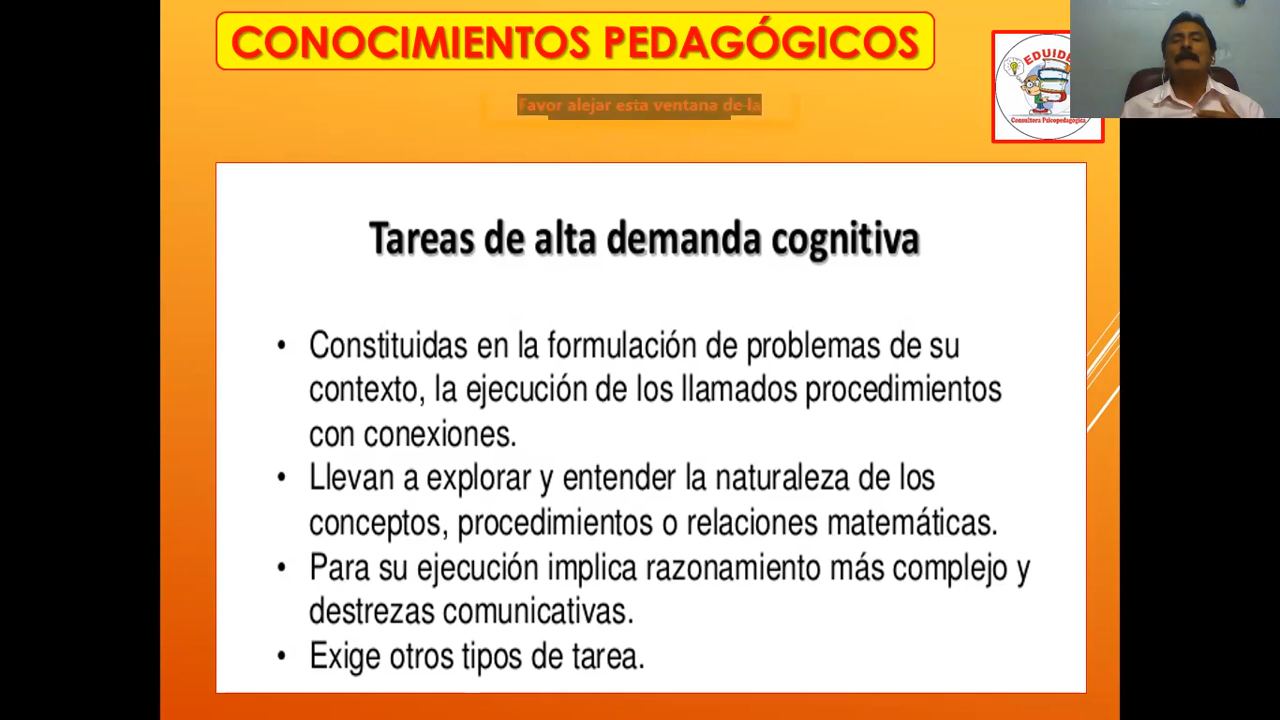 CONOCIMIENTOS PEDAGÓGICOS
Favor alejar esta ventana de la
EDUIDE
Consultora Psicopedagógica
Tareas de alta demanda cognitiva
• Constituidas en la formulación de problemas de su
contexto, la ejecución de los llamados procedimientos
con conexiones.
• Llevan a explorar y entender la naturaleza de los
conceptos, procedimientos o relaciones matemáticas.
• Para su ejecución implica razonamiento más complejo y
destrezas comunicativas.
• Exige otros tipos de tarea.